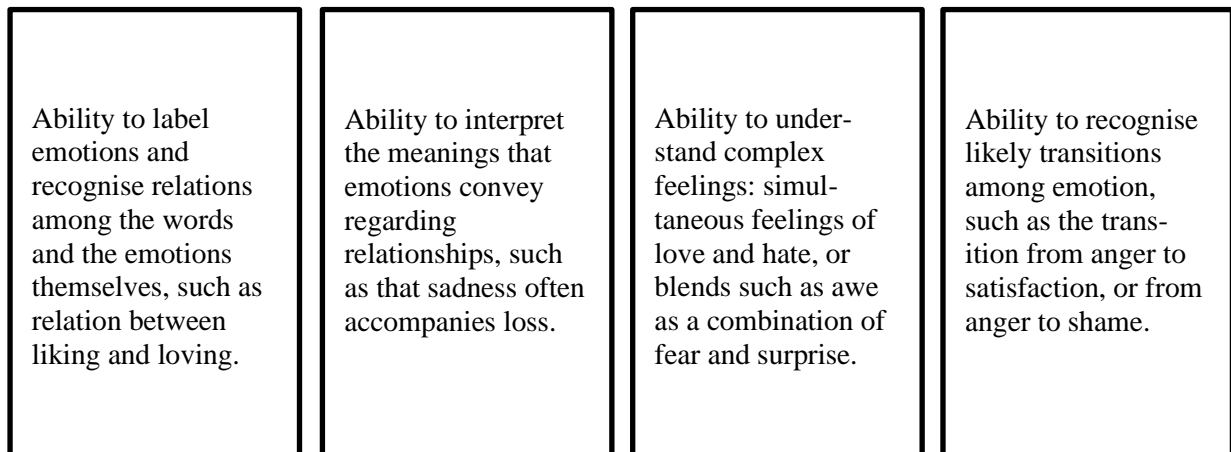 Ability to label
emotions and
recognise relations
among the words
and the emotions
themselves, such as
relation between
liking and loving.
Ability to interpret
the meanings that
emotions convey
regarding
relationships, such
as that sadness often
accompanies loss.
Ability to under-
stand complex
feelings: simul-
taneous feelings of
love and hate, or
blends such as awe
as a combination of
fear and surprise.
Ability to recognise
likely transitions
among emotion,
such as the trans-
ition from anger to
satisfaction, or from
anger to shame.